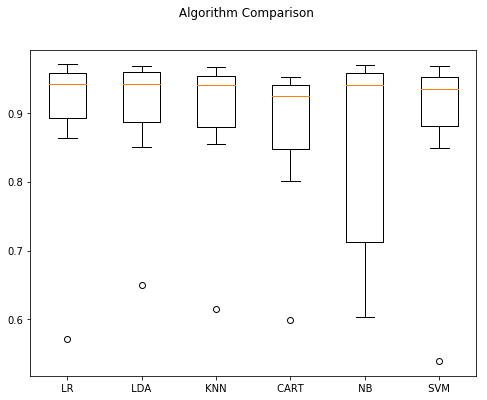 Algorithm Comparison
0.9
0.8
0.7
0.6
LR LDA KNN CART NB SVM